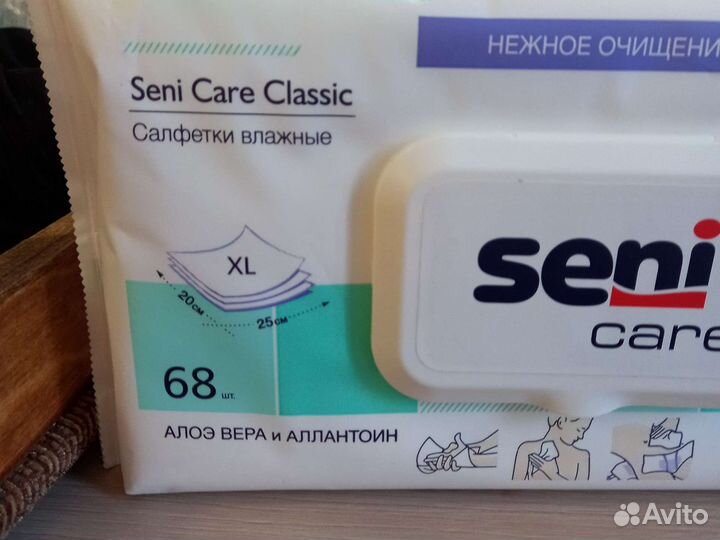 НЕЖНОЕ ОЧИЩЕНИ
Seni Care Classic
Салфетки влажные
XL
20см
25см
68 шт.
АЛОЭ ВЕРА и АЛЛАНТОИН
seni
care
Avito